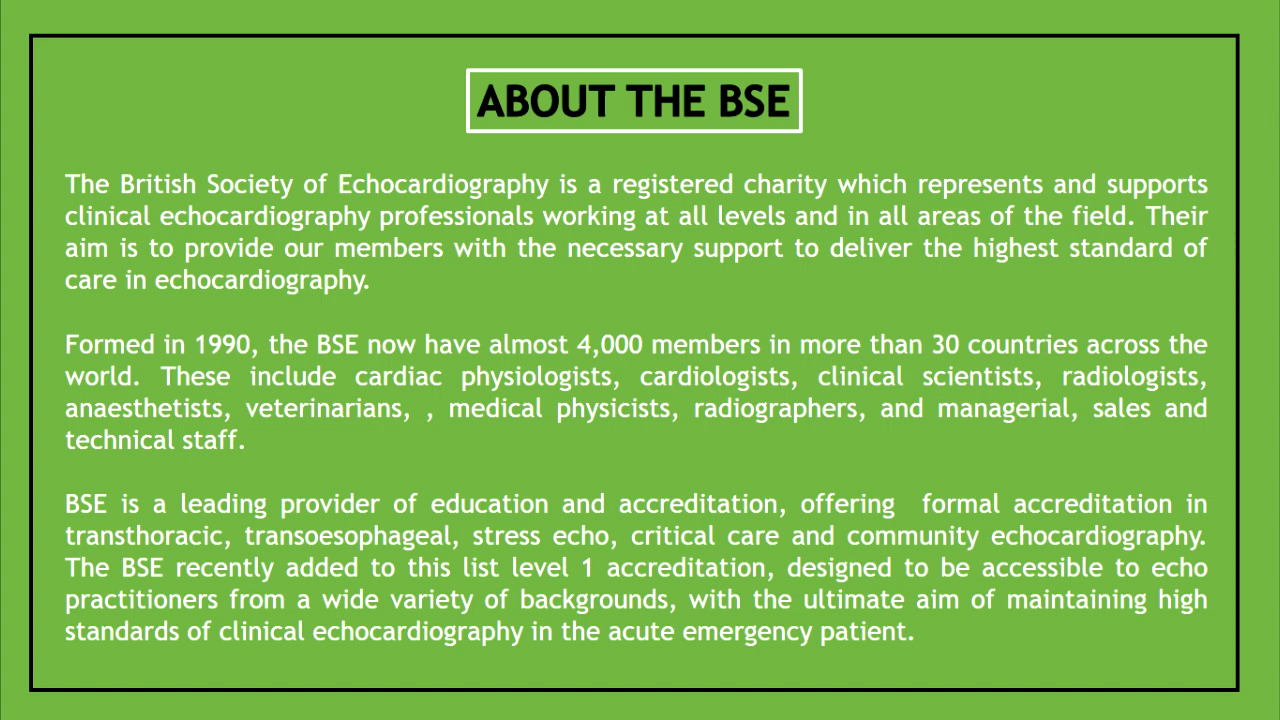 ABOUT THE BSE
The British Society of Echocardiography is a registered charity which represents and supports
clinical echocardiography professionals working at all levels and in all areas of the field. Their
aim is to provide our members with the necessary support to deliver the highest standard of
care in echocardiography.
Formed in 1990, the BSE now have almost 4,000 members in more than 30 countries across the
world. These include cardiac physiologists, cardiologists, clinical scientists, radiologists,
anaesthetists, veterinarians, , medical physicists, radiographers, and managerial, sales and
technical staff.
BSE is a leading provider of education and accreditation, offering  formal accreditation in
transthoracic, transoesophageal, stress echo, critical care and community echocardiography.
The BSE recently added to this list level 1 accreditation, designed to be accessible to echo
practitioners from a wide variety of backgrounds, with the ultimate aim of maintaining high
standards of clinical echocardiography in the acute emergency patient.